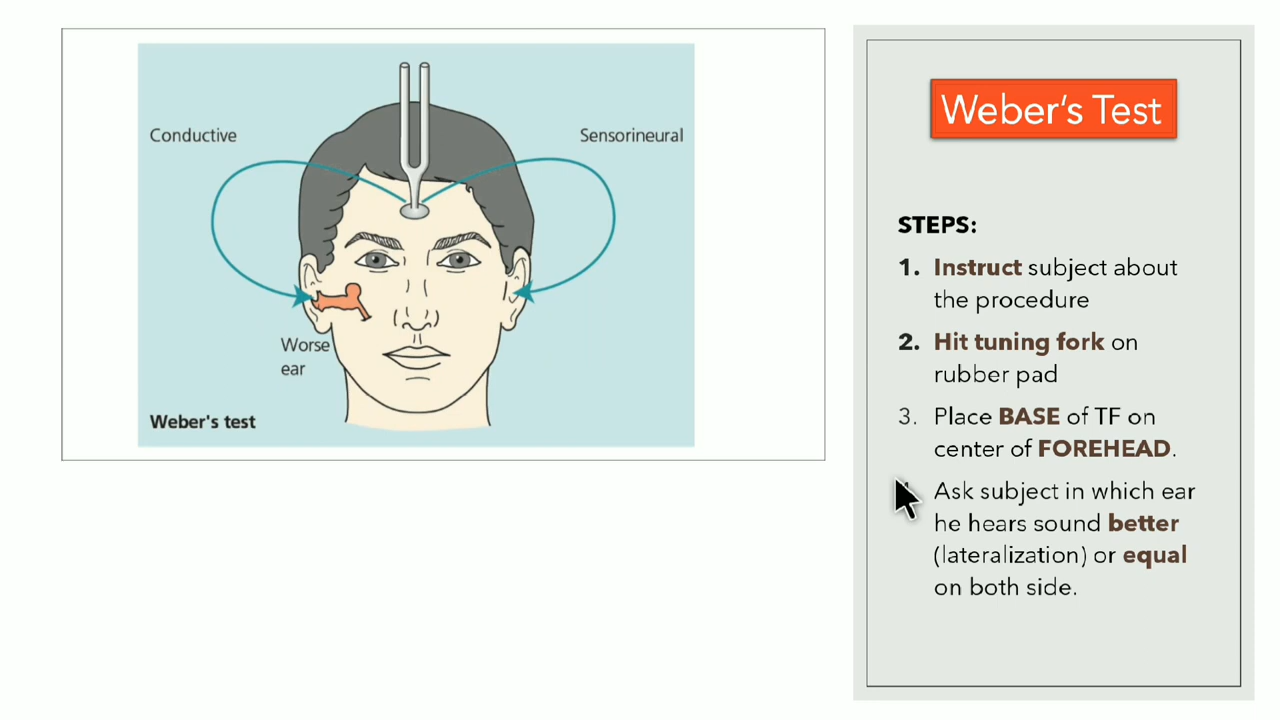 Conductive
Sensorineural
Worse
ear
Weber's test
Weber's Test
STEPS:
1. Instruct subject about
the procedure
2. Hit tuning fork on
rubber pad
3. Place BASE of TF on
center of FOREHEAD.
Ask subject in which ear
he hears sound better
(lateralization) or equal
on both side.